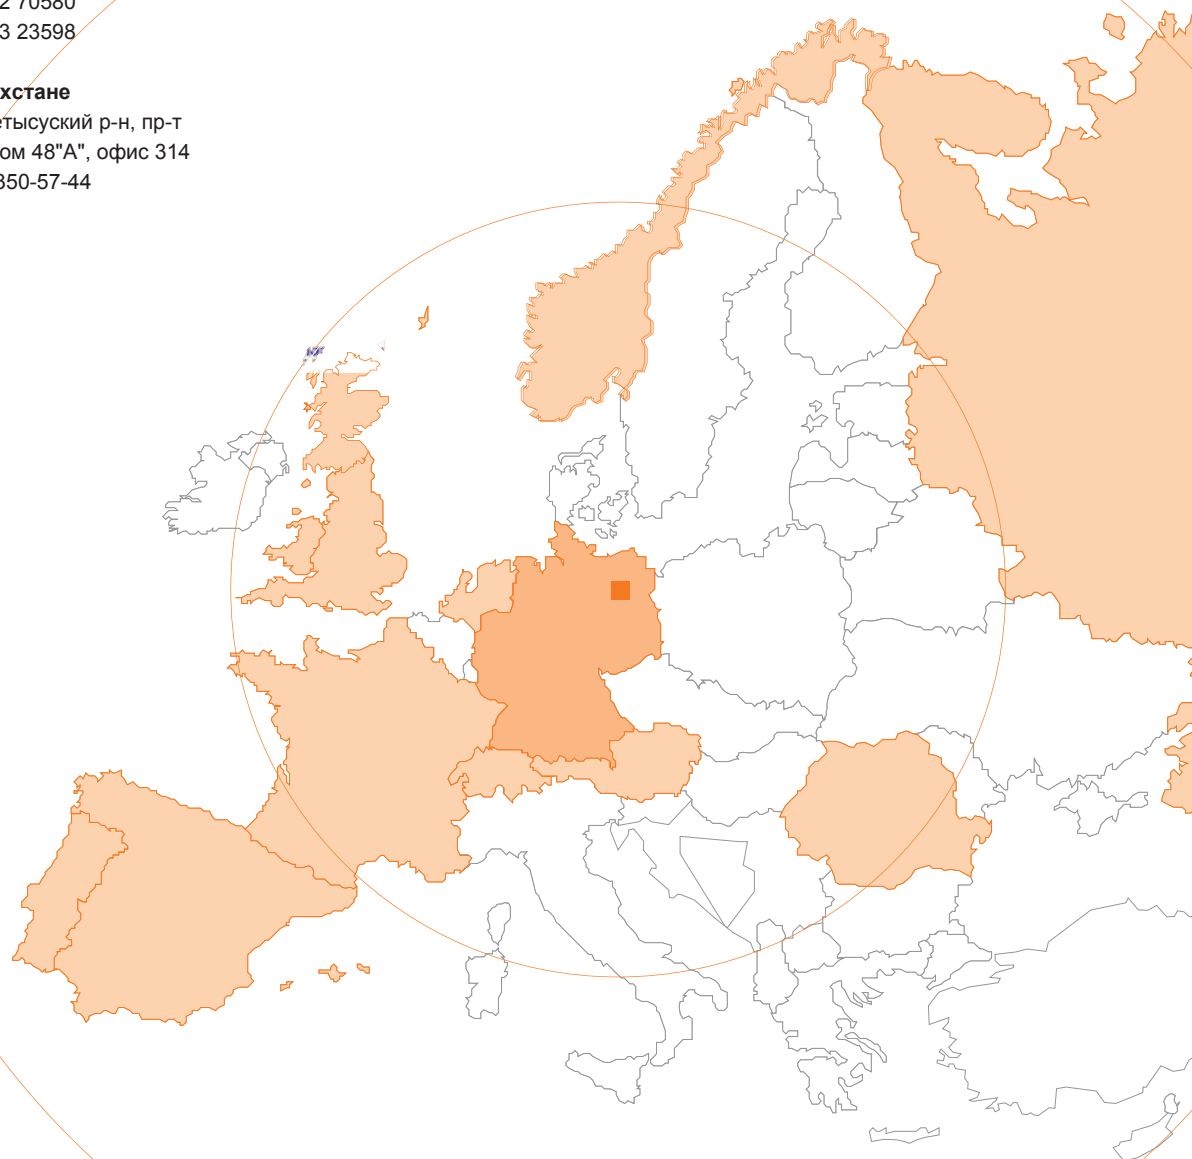 2 70580
3 23598
хстане
етысуский р-н, пр-т
ом 48"А", офис 314
350-57-44